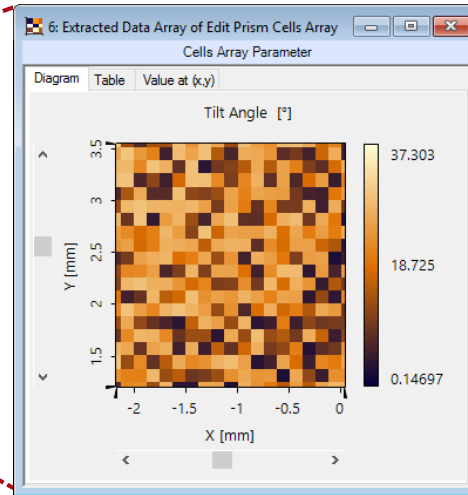 6: Extracted Data Array of Edit Prism Cells Array
Cells Array Parameter
Diagram Table Value at (x,y)
Tilt Angle [°]
37.303
18.725
0.14697
3.5
3
2.5
2
1.5
Y [mm]
-2 -1.5 -1 -0.5 0
X [mm]